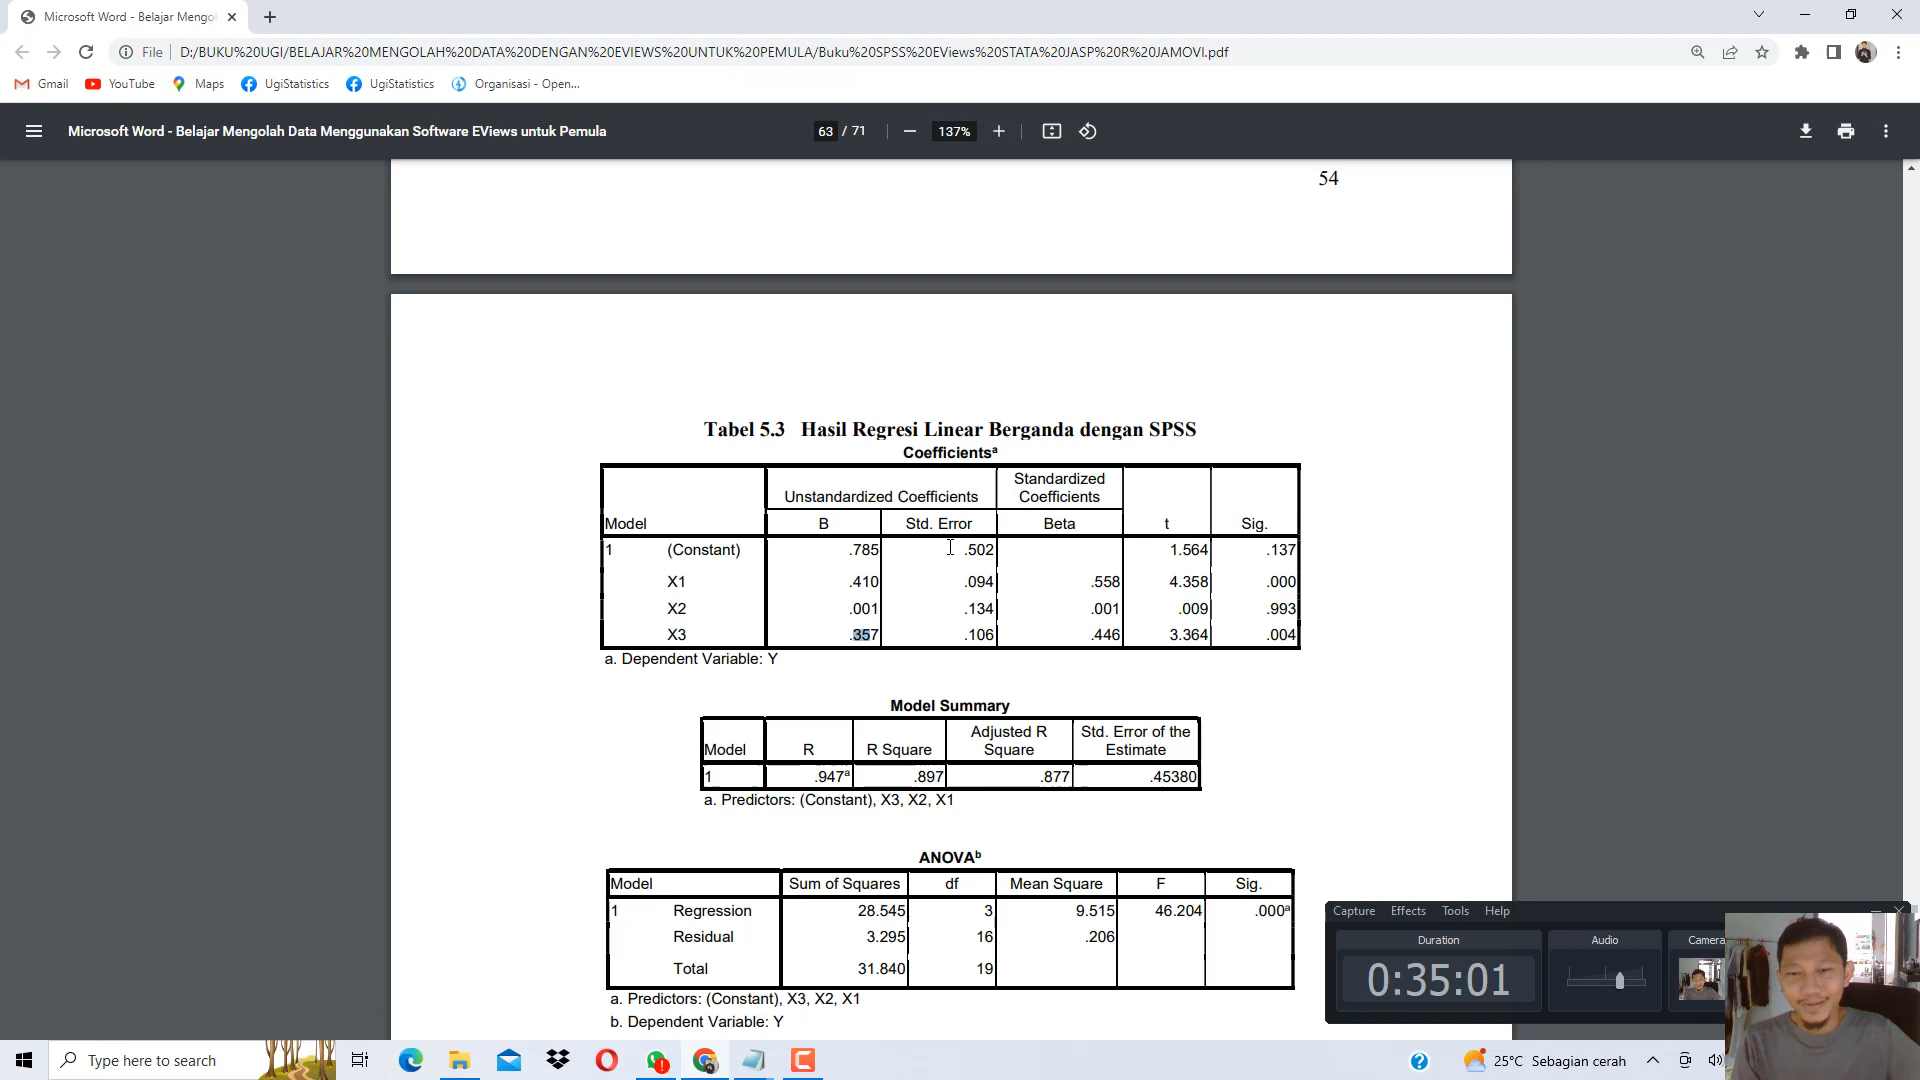 Microsoft Word - Belajar Mengol
File D:/BUKU%20UGI/BELAJAR%20MENGOLAH%20DATA%20DENGAN%20EVIEWS%20UNTUK%20PEMULA/Buku%20SPSS%20EViews%20STATA%20JASP%20R%20JAMOVI.pdf
Gmail YouTube Maps UgiStatistics UgiStatistics Organisasi - Open...
Microsoft Word - Belajar Mengolah Data Menggunakan Software EViews untuk Pemula 63 / 71 137%
54
Tabel 5.3 Hasil Regresi Linear Berganda dengan SPSS
Coefficientsa
Unstandardized Coefficients Standardized Coefficients
Model B Std. Error Beta t Sig.
1 (Constant) .785 .502 1.564 .137
X1 .410 .094 .558 4.358 .000
X2 .001 .134 .001 .009 .993
X3 .357 .106 .446 3.364 .004
a. Dependent Variable: Y
Model Summary
Model R R Square Adjusted R Square Std. Error of the Estimate
1 .947a .897 .877 .45380
a. Predictors: (Constant), X3, X2, X1
ANOVAb
Model Sum of Squares df Mean Square F Sig.
1 Regression 28.545 3 9.515 46.204 .000a
Residual 3.295 16 .206
Total 31.840 19
a. Predictors: (Constant), X3, X2, X1
b. Dependent Variable: Y
Capture Effects Tools Help
Duration Audio Camera
0:35:01
Type here to search 25°C Sebagian cerah